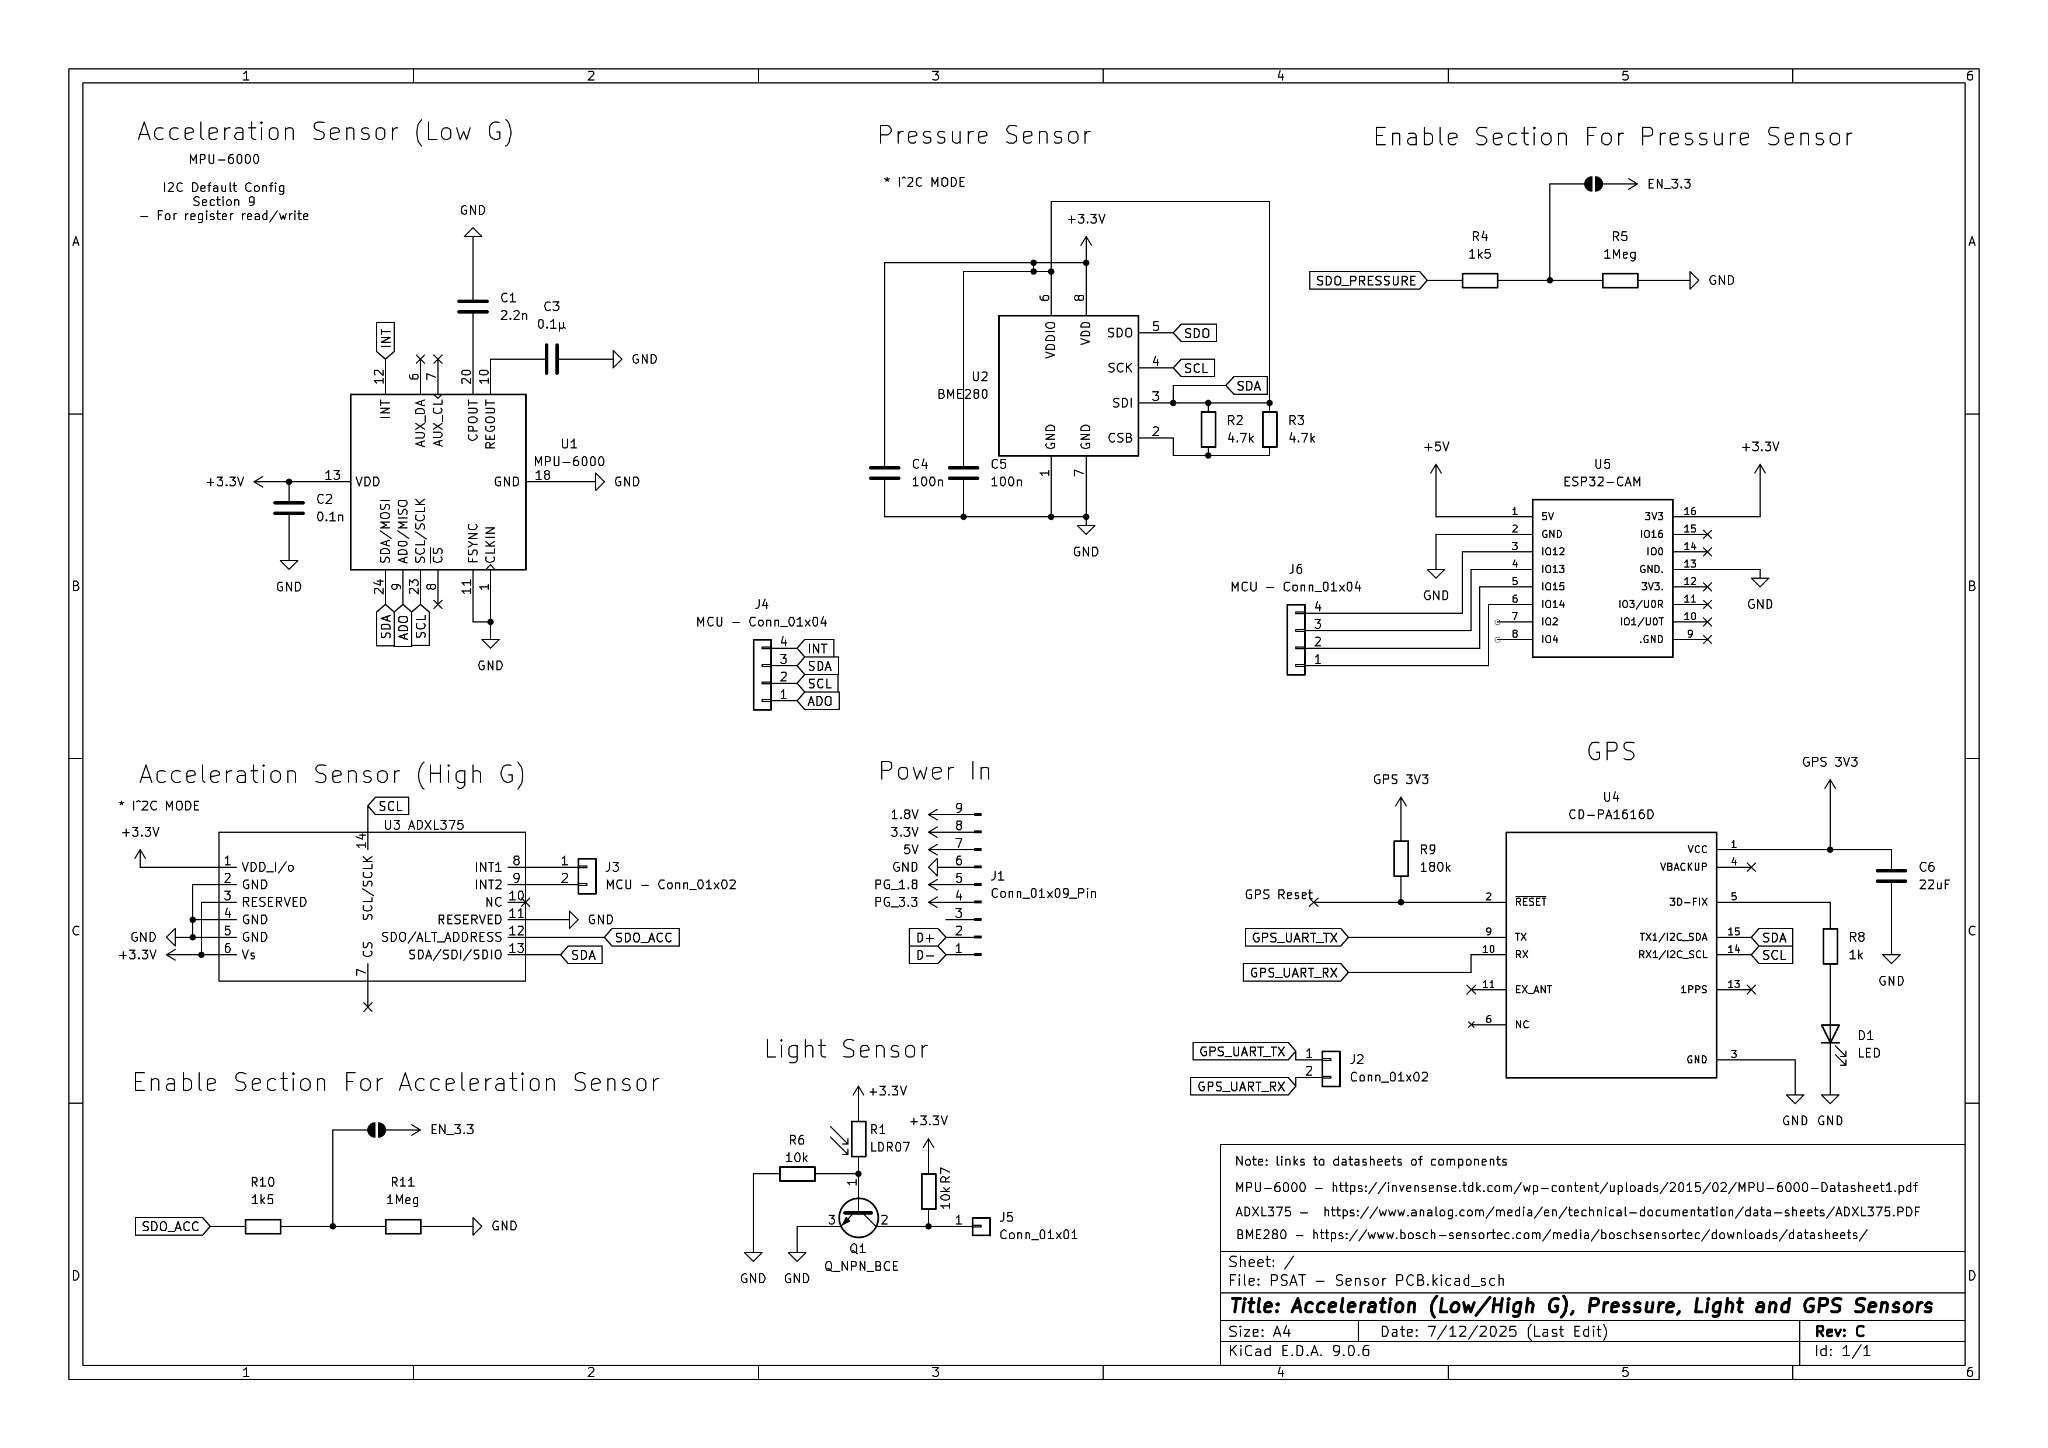 1 2 3 4 5 6
A
B
C
D
Acceleration Sensor (Low G)
MPU-6000
I2C Default Config
Section 9
- For register read/write
GND
C1
2.2n
C3
0.1µ
GND
INT
12
6
7
20
10
INT
AUX_DA
AUX_CL
CPOUT
REGOUT
U1
MPU-6000
+3.3V
13
VDD
GND
18
GND
C2
0.1n
GND
SDA/MOSI
AD0/MISO
SCL/SCLK
CS
FSYNC
CLKIN
24
9
23
8
11
1
SDA
ADO
SCL
GND
J4
MCU - Conn_01x04
4 INT
3 SDA
2 SCL
1 ADO
Pressure Sensor
* I^2C MODE
+3.3V
6
8
VDDIO
VDD
SDO 5 SDO
SCK 4 SCL
SDA
SDI 3
CSB 2
U2
BME280
GND
GND
1
7
R2
4.7k
R3
4.7k
C4
100n
C5
100n
GND
Enable Section For Pressure Sensor
EN_3.3
R4
1k5
R5
1Meg
SDO_PRESSURE
GND
+5V
+3.3V
U5
ESP32-CAM
1 5V 3V3 16
2 GND IO16 15
3 IO12 IO0 14
4 IO13 GND. 13
5 IO15 3V3. 12
6 IO14 IO3/U0R 11
7 IO2 IO1/U0T 10
8 IO4 .GND 9
GND
GND
J6
MCU - Conn_01x04
4
3
2
1
Acceleration Sensor (High G)
* I^2C MODE
SCL
+3.3V
U3 ADXL375
14
SCL/SCLK
1 VDD_I/o
2 GND
3 RESERVED
4 GND
5 GND
6 Vs
GND
+3.3V
CS
7
INT1 8
INT2 9
NC 10
RESERVED 11
SDO/ALT_ADDRESS 12
SDA/SDI/SDIO 13
1
2
J3
MCU - Conn_01x02
GND
SDO_ACC
SDA
Power In
1.8V 9
3.3V 8
5V 7
GND 6
PG_1.8 5
PG_3.3 4
3
D+ 2
D- 1
J1
Conn_01x09_Pin
GPS
GPS 3V3
GPS 3V3
U4
CD-PA1616D
R9
180k
GPS Reset
2 RESET
GPS_UART_TX
9 TX
10 RX
GPS_UART_RX
11 EX_ANT
6 NC
VCC 1
VBACKUP 4
3D-FIX 5
TX1/I2C_SDA 15 SDA
RX1/I2C_SCL 14 SCL
1PPS 13
GND 3
C6
22uF
GND
R8
1k
D1
LED
GND GND
GPS_UART_TX 1
GPS_UART_RX 2
J2
Conn_01x02
Enable Section For Acceleration Sensor
EN_3.3
R10
1k5
R11
1Meg
SDO_ACC
GND
Light Sensor
+3.3V
R1
LDR07
+3.3V
R6
10k
1
10k R7
3
2
1
J5
Conn_01x01
Q1
Q_NPN_BCE
GND GND
Note: links to datasheets of components
MPU-6000 - https://invensense.tdk.com/wp-content/uploads/2015/02/MPU-6000-Datasheet1.pdf
ADXL375 - https://www.analog.com/media/en/technical-documentation/data-sheets/ADXL375.PDF
BME280 - https://www.bosch-sensortec.com/media/boschsensortec/downloads/datasheets/
Sheet: /
File: PSAT - Sensor PCB.kicad_sch
Title: Acceleration (Low/High G), Pressure, Light and GPS Sensors
Size: A4 Date: 7/12/2025 (Last Edit) Rev: C
KiCad E.D.A. 9.0.6 Id: 1/1
A
B
C
D
1 2 3 4 5 6